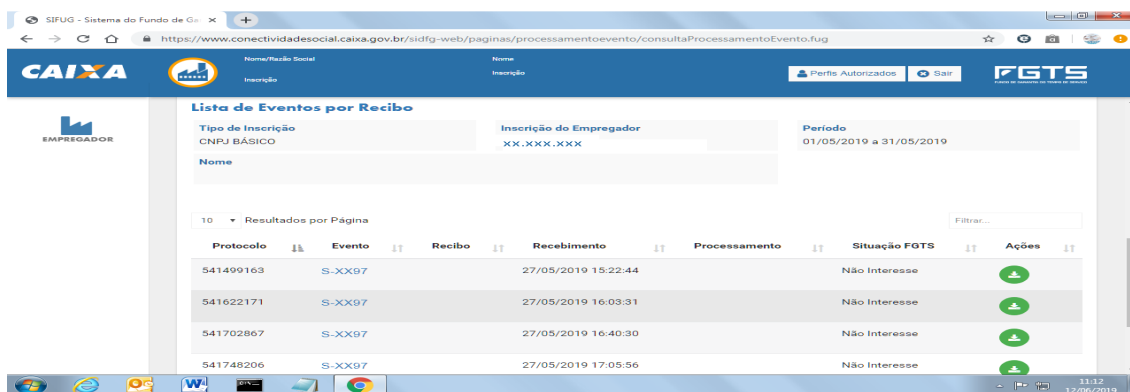 SIFUG - Sistema do Fundo de Ga
https://www.conectividadesocial.caixa.gov.br/sidfg-web/paginas/processamentoevento/consultaProcessamentoEvento.fug
CAIXA
Nome/Razão Social
Nome
Inscrição
Inscrição
Perfis Autorizados
Sair
FGTS
EMPREGADOR
Lista de Eventos por Recibo
Tipo de Inscrição Inscrição do Empregador Período
CNPJ BÁSICO XX.XXX.XXX 01/05/2019 a 31/05/2019
Nome
10 Resultados por Página Filtrar...
Protocolo Evento Recibo Recebimento Processamento Situação FGTS Ações
541499163 S-XX97 27/05/2019 15:22:44 Não Interesse
541622171 S-XX97 27/05/2019 16:03:31 Não Interesse
541702867 S-XX97 27/05/2019 16:40:30 Não Interesse
541748206 S-XX97 27/05/2019 17:05:56 Não Interesse
11:12
12/06/2019